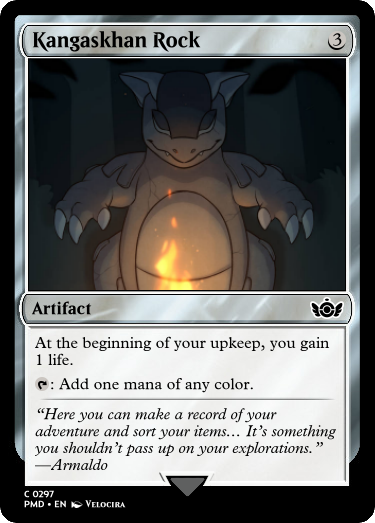 Kangaskhan Rock 3
Artifact
At the beginning of your upkeep, you gain
1 life.
: Add one mana of any color.
“Here you can make a record of your
adventure and sort your items… It’s something
you shouldn’t pass up on your explorations.”
—Armaldo
C 0297
PMD • EN Velocira